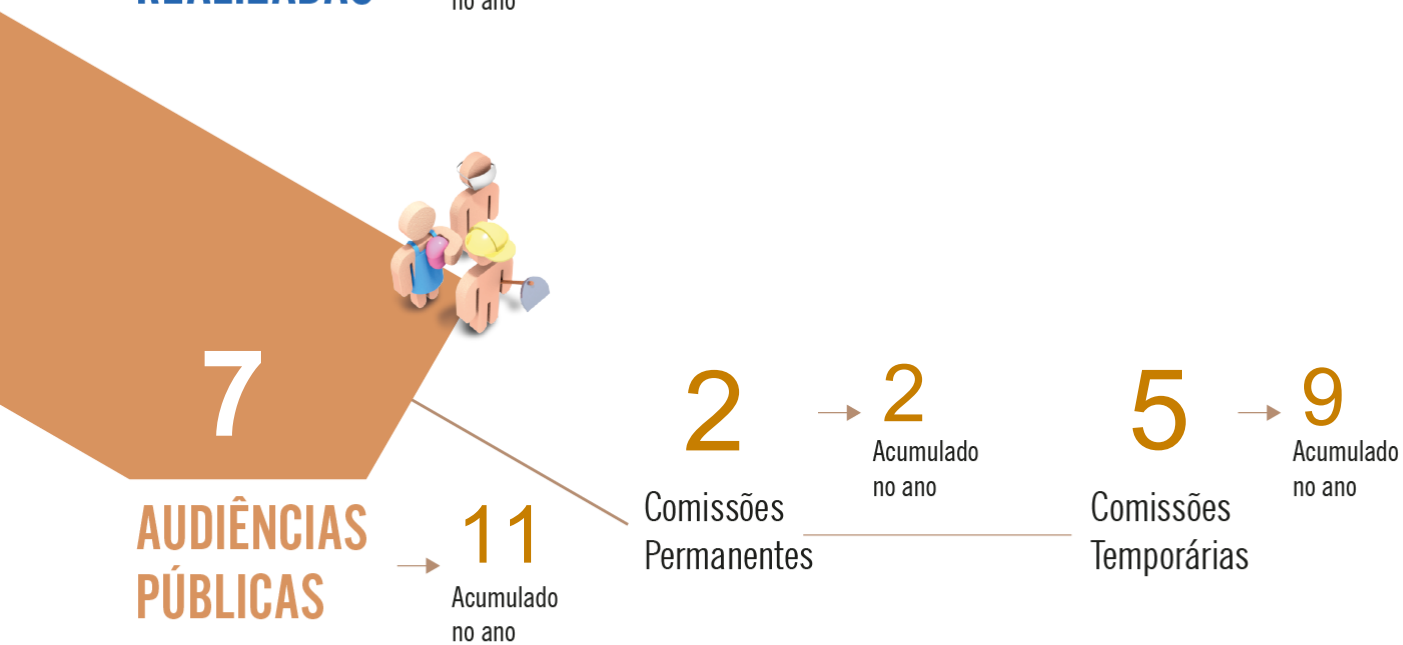 REALIZADAS
no ano
7
AUDIÊNCIAS
PÚBLICAS
11
Acumulado
no ano
2
Comissões
Permanentes
2
Acumulado
no ano
5
Comissões
Temporárias
9
Acumulado
no ano